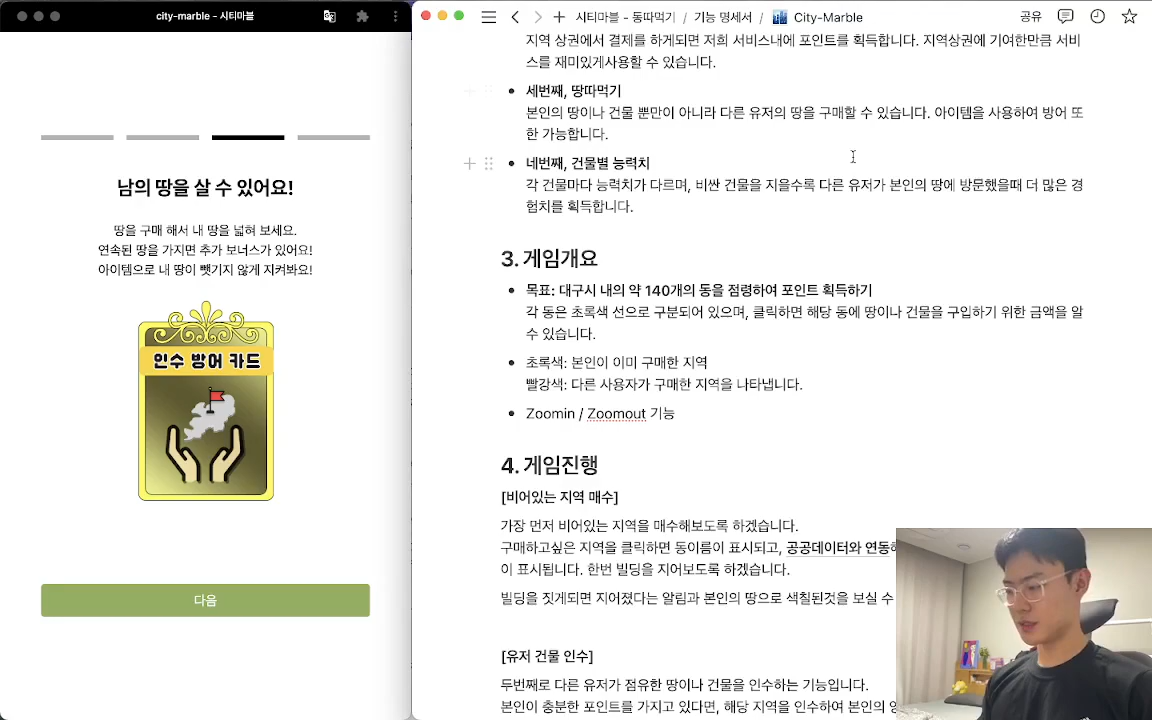 city-marble - 시티마블
남의 땅을 살 수 있어요!
땅을 구매 해서 내 땅을 넓혀 보세요.
연속된 땅을 가지면 추가 보너스가 있어요!
아이템으로 내 땅이 뺏기지 않게 지켜봐요!
인수 방어 카드
다음
시티마블 - 동따먹기 / 기능 명세서 / City-Marble
공유
지역 상권에서 결제를 하게되면 저희 서비스내에 포인트를 획득합니다. 지역상권에 기여한만큼 서비
스를 재미있게사용할 수 있습니다.
세번째, 땅따먹기
본인의 땅이나 건물 뿐만이 아니라 다른 유저의 땅을 구매할 수 있습니다. 아이템을 사용하여 방어 또
한 가능합니다.
네번째, 건물별 능력치
각 건물마다 능력치가 다르며, 비싼 건물을 지을수록 다른 유저가 본인의 땅에 방문했을때 더 많은 경
험치를 획득합니다.
3. 게임개요
목표: 대구시 내의 약 140개의 동을 점령하여 포인트 획득하기
각 동은 초록색 선으로 구분되어 있으며, 클릭하면 해당 동에 땅이나 건물을 구입하기 위한 금액을 알
수 있습니다.
초록색: 본인이 이미 구매한 지역
빨강색: 다른 사용자가 구매한 지역을 나타냅니다.
Zoomin / Zoomout 기능
4. 게임진행
[비어있는 지역 매수]
가장 먼저 비어있는 지역을 매수해보도록 하겠습니다.
구매하고싶은 지역을 클릭하면 동이름이 표시되고, 공공데이터와 연동
이 표시됩니다. 한번 빌딩을 지어보도록 하겠습니다.
빌딩을 짓게되면 지어졌다는 알림과 본인의 땅으로 색칠된것을 보실 수
[유저 건물 인수]
두번째로 다른 유저가 점유한 땅이나 건물을 인수하는 기능입니다.
본인이 충분한 포인트를 가지고 있다면, 해당 지역을 인수하여 본인의